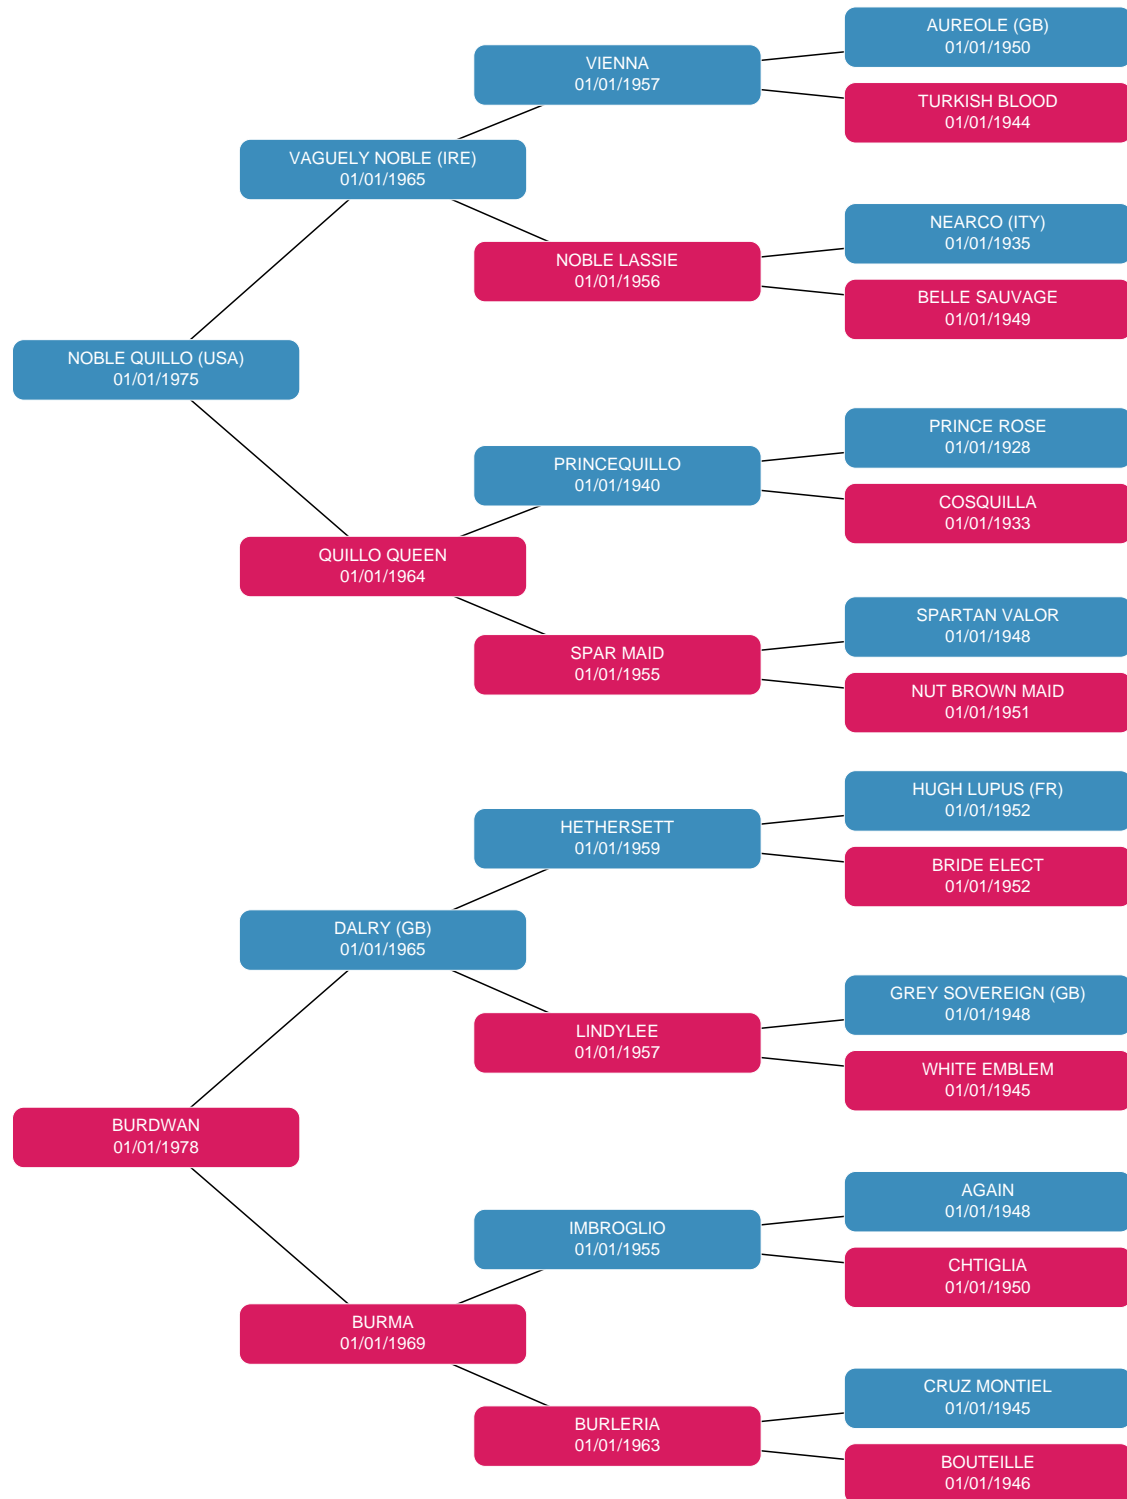 AUREOLE (GB)
01/01/1950
VIENNA
01/01/1957
TURKISH BLOOD
01/01/1944
VAGUELY NOBLE (IRE)
01/01/1965
NEARCO (ITY)
01/01/1935
NOBLE LASSIE
01/01/1956
BELLE SAUVAGE
01/01/1949
NOBLE QUILLO (USA)
01/01/1975
PRINCE ROSE
01/01/1928
PRINCEQUILLO
01/01/1940
COSQUILLA
01/01/1933
QUILLO QUEEN
01/01/1964
SPARTAN VALOR
01/01/1948
SPAR MAID
01/01/1955
NUT BROWN MAID
01/01/1951
HUGH LUPUS (FR)
01/01/1952
HETHERSETT
01/01/1959
BRIDE ELECT
01/01/1952
DALRY (GB)
01/01/1965
GREY SOVEREIGN (GB)
01/01/1948
LINDYLEE
01/01/1957
WHITE EMBLEM
01/01/1945
BURDWAN
01/01/1978
AGAIN
01/01/1948
IMBROGLIO
01/01/1955
CHTIGLIA
01/01/1950
BURMA
01/01/1969
CRUZ MONTIEL
01/01/1945
BURLERIA
01/01/1963
BOUTEILLE
01/01/1946